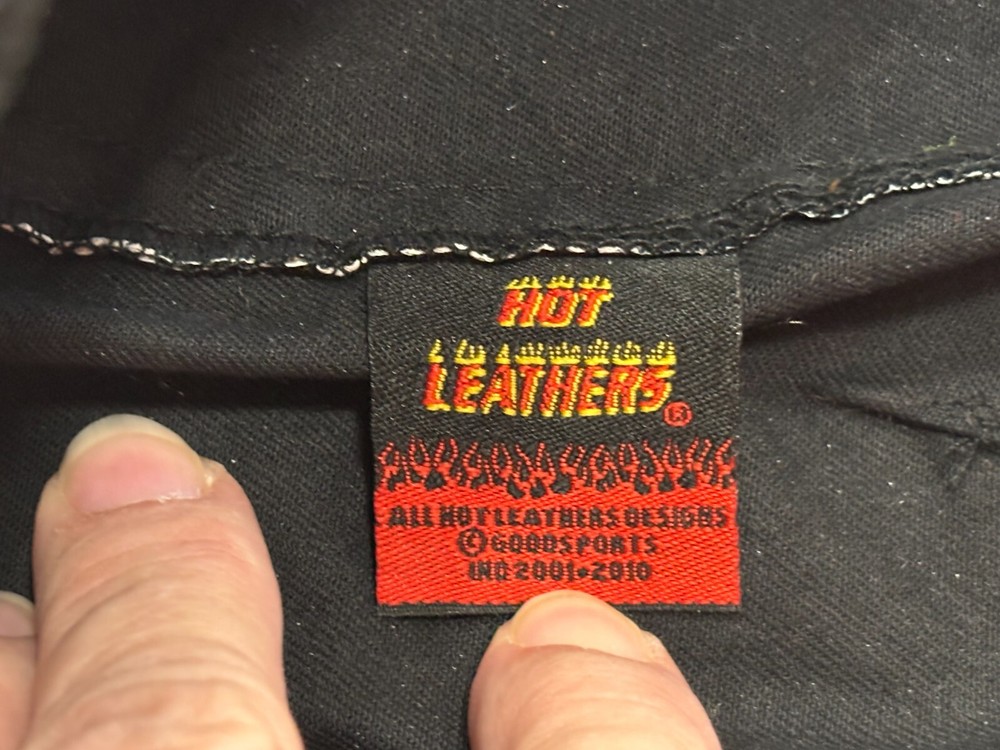 HOT
LEATHERS®
ALL HOT LEATHERS DESIGNS
©GOODSPORTS
INC 2001-2010